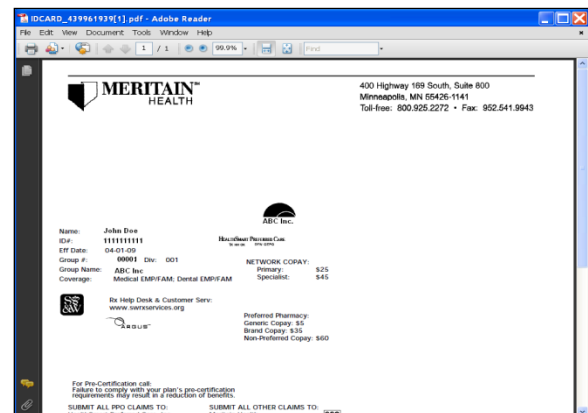 IDCARD_439961939[1].pdf - Adobe Reader
File Edit View Document Tools Window Help
1 / 1 99.9% Find
MERITAIN™
HEALTH
400 Highway 169 South, Suite 800
Minneapolis, MN 55426-1141
Toll-free: 800.925.2272 • Fax: 952.541.9943
ABC Inc.
Name: John Doe
ID#: 1111111111
HealthSmart Preferred Care
Eff Date: 04-01-09
Group #: 00001 Div: 001
Group Name: ABC Inc
Coverage: Medical EMP/FAM; Dental EMP/FAM
NETWORK COPAY:
Primary: $25
Specialist: $45
Rx Help Desk & Customer Serv:
www.swrxservices.org
ARGUS
Preferred Pharmacy:
Generic Copay: $5
Brand Copay: $35
Non-Preferred Copay: $60
For Pre-Certification call:
Failure to comply with your plan's pre-certification
requirements may result in a reduction of benefits.
SUBMIT ALL PPO CLAIMS TO: SUBMIT ALL OTHER CLAIMS TO: